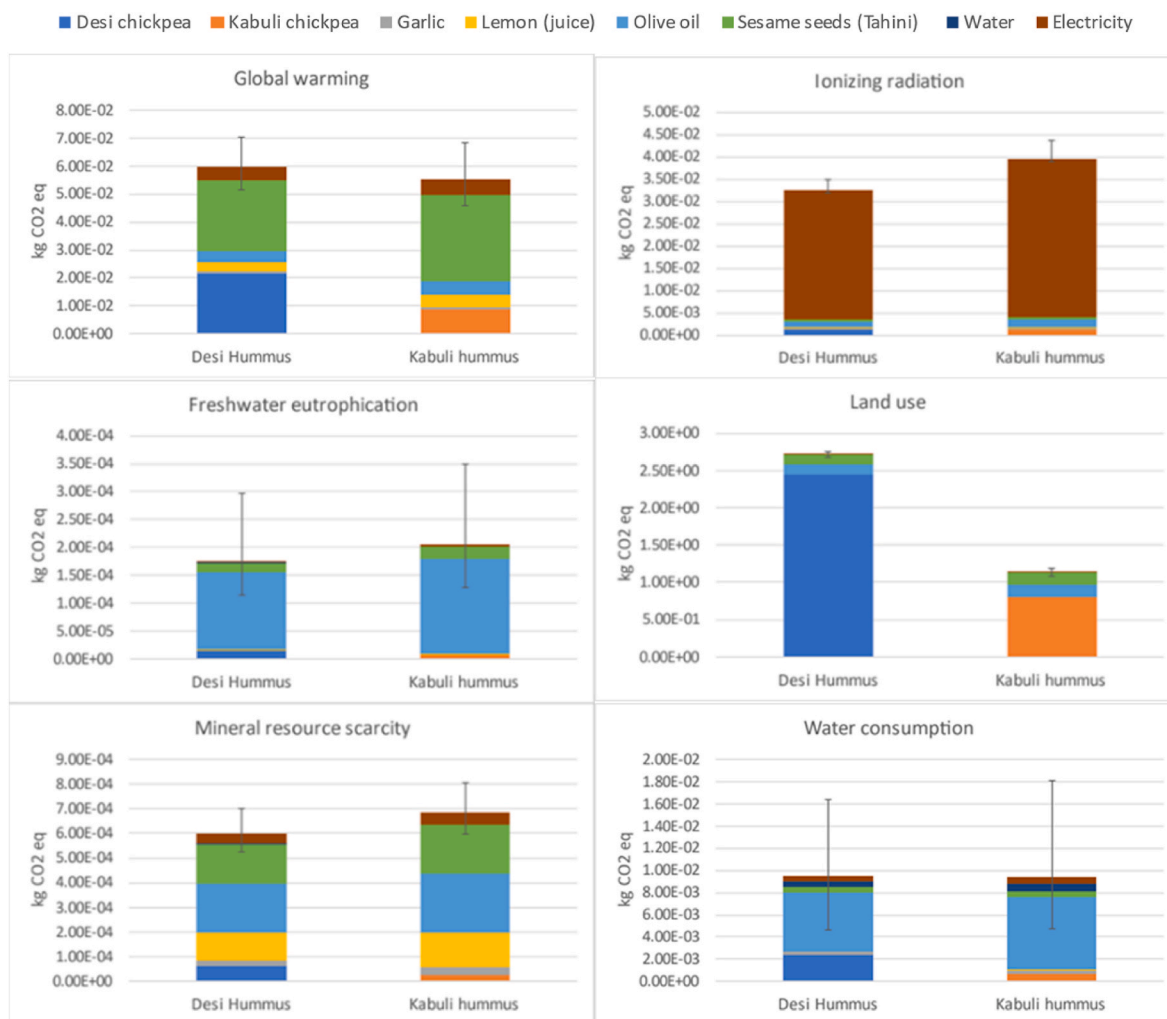 Desi chickpea Kabuli chickpea Garlic Lemon (juice) Olive oil Sesame seeds (Tahini) Water Electricity
Global warming
kg CO2 eq
8.00E-02
7.00E-02
6.00E-02
5.00E-02
4.00E-02
3.00E-02
2.00E-02
1.00E-02
0.00E+00
Desi Hummus Kabuli hummus
Ionizing radiation
kg CO2 eq
5.00E-02
4.50E-02
4.00E-02
3.50E-02
3.00E-02
2.50E-02
2.00E-02
1.50E-02
1.00E-02
5.00E-03
0.00E+00
Desi Hummus Kabuli hummus
Freshwater eutrophication
kg CO2 eq
4.00E-04
3.50E-04
3.00E-04
2.50E-04
2.00E-04
1.50E-04
1.00E-04
5.00E-05
0.00E+00
Desi Hummus Kabuli hummus
Land use
kg CO2 eq
3.00E+00
2.50E+00
2.00E+00
1.50E+00
1.00E+00
5.00E-01
0.00E+00
Desi Hummus Kabuli hummus
Mineral resource scarcity
kg CO2 eq
9.00E-04
8.00E-04
7.00E-04
6.00E-04
5.00E-04
4.00E-04
3.00E-04
2.00E-04
1.00E-04
0.00E+00
Desi Hummus Kabuli hummus
Water consumption
kg CO2 eq
2.00E-02
1.80E-02
1.60E-02
1.40E-02
1.20E-02
1.00E-02
8.00E-03
6.00E-03
4.00E-03
2.00E-03
0.00E+00
Desi Hummus Kabuli hummus